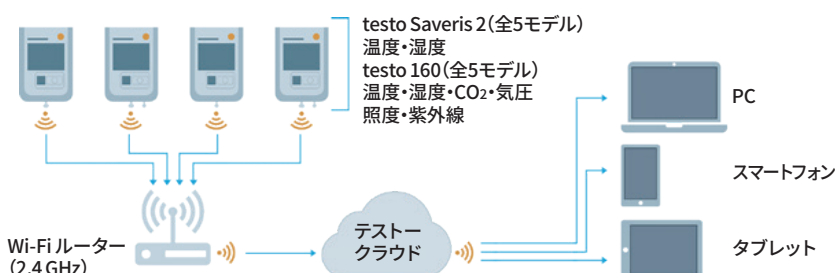 testo Saveris 2(全5モデル)
温度・湿度
testo 160(全5モデル)
温度・湿度・CO₂・気圧
照度・紫外線
PC
スマートフォン
テストー
クラウド
Wi-Fi ルーター
(2.4 GHz)
タブレット